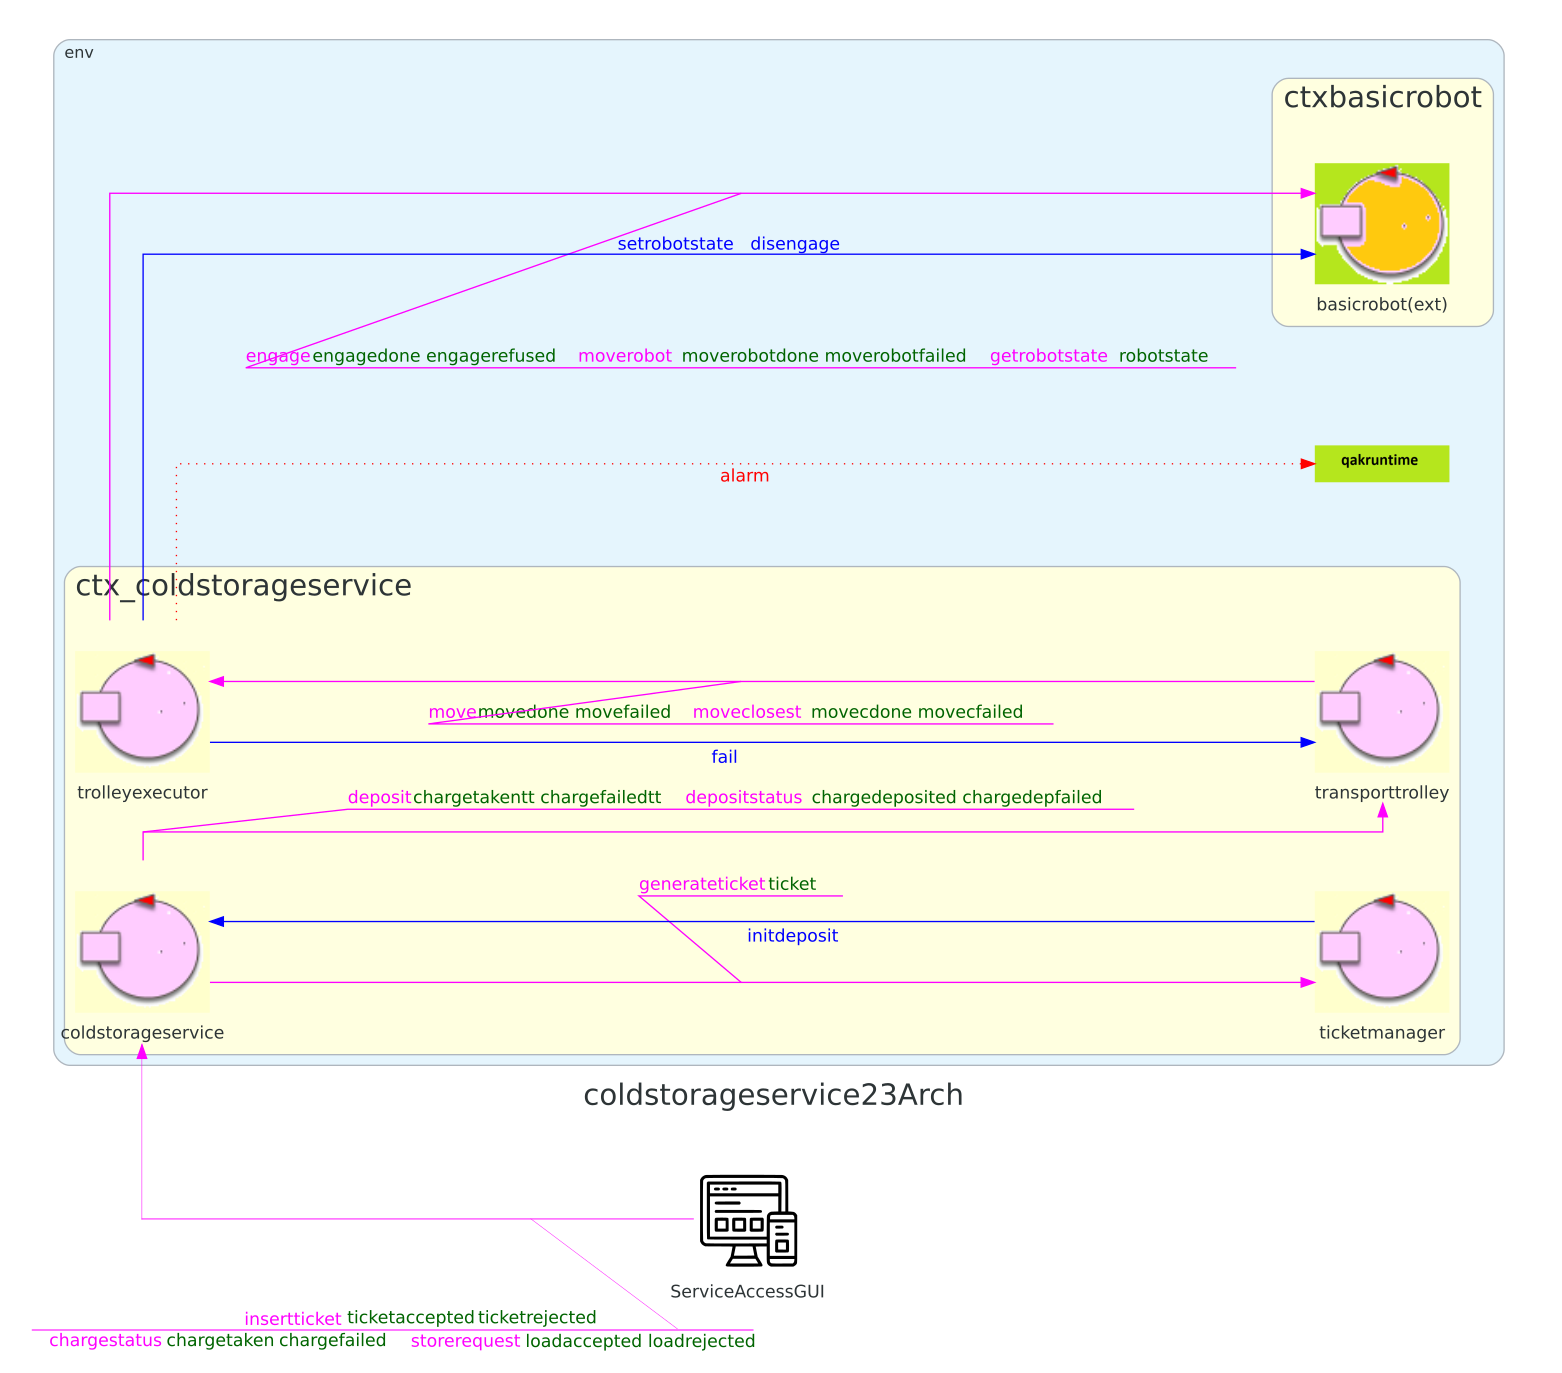 env
ctxbasicrobot
setrobotstate disengage
basicrobot(ext)
engage engagedone engagerefused moverobot moverobotdone moverobotfailed getrobotstate robotstate
qakruntime
alarm
ctx_coldstorageservice
move movedone movefailed moveclosest movecdone movecfailed
fail
trolleyexecutor
transporttrolley
deposit chargetakentt chargefailedtt depositstatus chargedeposited chargedepfailed
generateticket ticket
initdeposit
coldstorageservice
ticketmanager
coldstorageservice23Arch
ServiceAccessGUI
insertticket ticketaccepted ticketrejected
chargestatus chargetaken chargefailed storerequest loadaccepted loadrejected